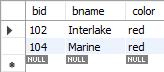 bid bname color
102 Interlake red
104 Marine red
NULL NULL NULL